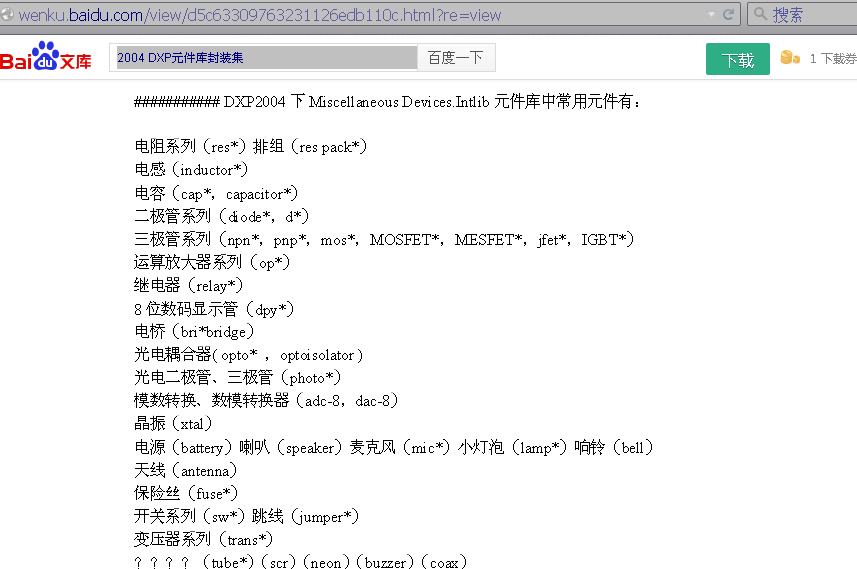 wenku.baidu.com/view/d5c63309763231126edb110c.html?re=view
搜索
Bai du 文库
2004 DXP元件库封装集
百度一下
下载
1 下载券
########### DXP2004 下 Miscellaneous Devices.Intlib 元件库中常用元件有：
电阻系列（res*）排组（res pack*）
电感（inductor*）
电容（cap*，capacitor*）
二极管系列（diode*，d*）
三极管系列（npn*，pnp*，mos*，MOSFET*，MESFET*，jfet*，IGBT*）
运算放大器系列（op*）
继电器（relay*）
8 位数码显示管（dpy*）
电桥（bri*bridge）
光电耦合器( opto* ，optoisolator )
光电二极管、三极管（photo*）
模数转换、数模转换器（adc-8，dac-8）
晶振（xtal）
电源（battery）喇叭（speaker）麦克风（mic*）小灯泡（lamp*）响铃（bell）
天线（antenna）
保险丝（fuse*）
开关系列（sw*）跳线（jumper*）
变压器系列（trans*）
？？？？（tube*）（scr）（neon）（buzzer）（coax）